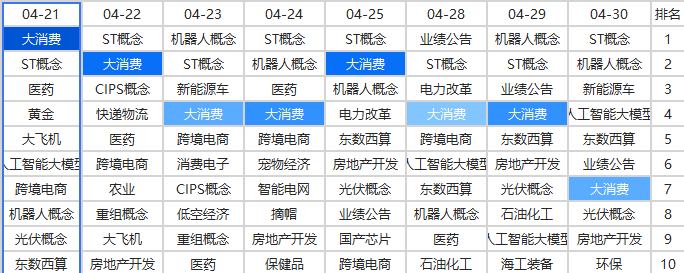 04-21 04-22 04-23 04-24 04-25 04-28 04-29 04-30 排名
大消费 ST概念 机器人概念 ST概念 ST概念 业绩公告 机器人概念 ST概念 1
ST概念 大消费 ST概念 机器人概念 大消费 ST概念 ST概念 机器人概念 2
医药 CIPS概念 新能源车 医药 机器人概念 电力改革 业绩公告 新能源车 3
黄金 快递物流 大消费 大消费 电力改革 大消费 大消费 人工智能大模型 4
大飞机 医药 跨境电商 跨境电商 东数西算 跨境电商 东数西算 东数西算 5
人工智能大模型 跨境电商 消费电子 宠物经济 房地产开发 人工智能大模型 房地产开发 业绩公告 6
跨境电商 农业 CIPS概念 智能电网 光伏概念 东数西算 光伏概念 大消费 7
机器人概念 重组概念 低空经济 摘帽 业绩公告 机器人概念 石油化工 光伏概念 8
光伏概念 大飞机 重组概念 房地产开发 国产芯片 医药 人工智能大模型 房地产开发 9
东数西算 房地产开发 医药 保健品 跨境电商 石油化工 海工装备 环保 10